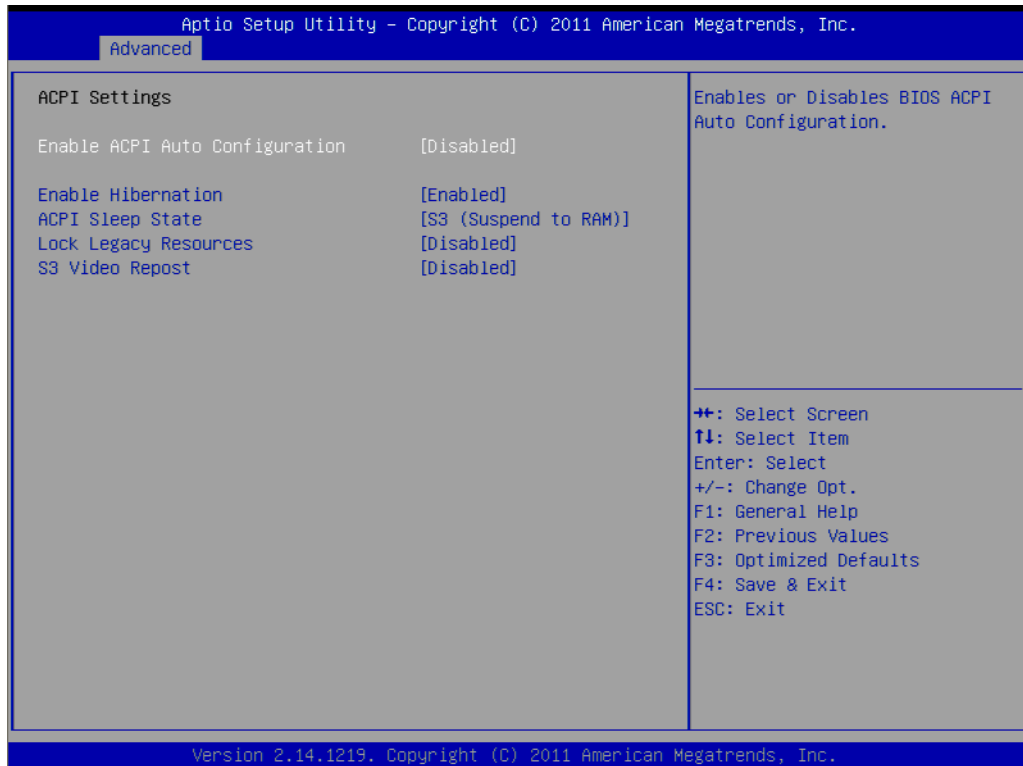 Aptio Setup Utility – Copyright (C) 2011 American Megatrends, Inc.
Advanced
ACPI Settings
Enable ACPI Auto Configuration [Disabled]
Enable Hibernation [Enabled]
ACPI Sleep State [S3 (Suspend to RAM)]
Lock Legacy Resources [Disabled]
S3 Video Repost [Disabled]
Enables or Disables BIOS ACPI
Auto Configuration.
→←: Select Screen
↑↓: Select Item
Enter: Select
+/-: Change Opt.
F1: General Help
F2: Previous Values
F3: Optimized Defaults
F4: Save & Exit
ESC: Exit
Version 2.14.1219. Copyright (C) 2011 American Megatrends, Inc.